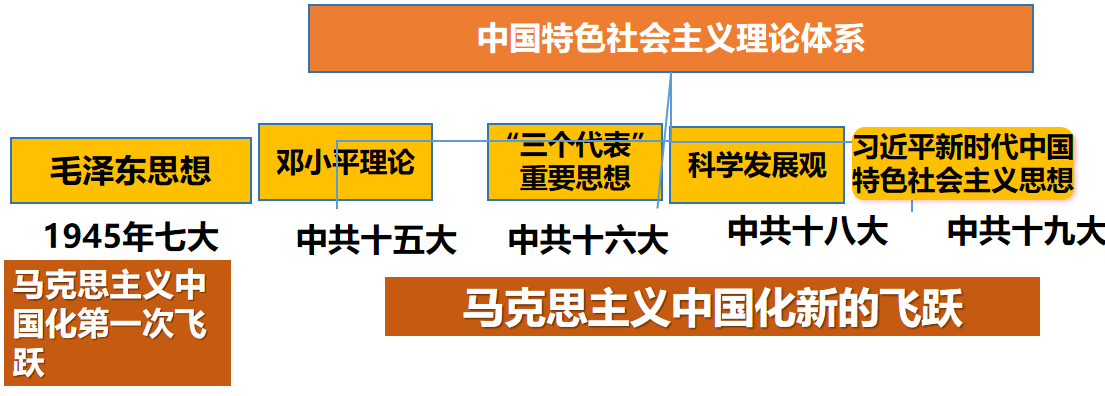 中国特色社会主义理论体系
毛泽东思想
邓小平理论
“三个代表”
重要思想
科学发展观
习近平新时代中国
特色社会主义思想
1945年七大
中共十五大
中共十六大
中共十八大
中共十九大
马克思主义中
国化第一次飞
跃
马克思主义中国化新的飞跃